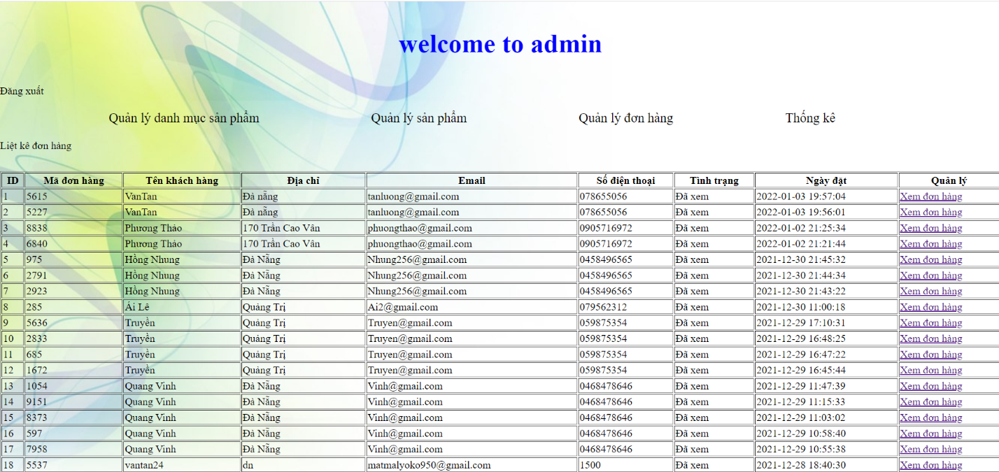 welcome to admin
Đăng xuất
Quản lý danh mục sản phẩm Quản lý sản phẩm Quản lý đơn hàng Thống kê
Liệt kê đơn hàng
ID Mã đơn hàng Tên khách hàng Địa chỉ Email Số điện thoại Tình trạng Ngày đặt Quản lý
1 5615 VanTan Đà nẵng tanluong@gmail.com 078655056 Đã xem 2022-01-03 19:57:04 Xem đơn hàng
2 5227 VanTan Đà nẵng tanluong@gmail.com 078655056 Đã xem 2022-01-03 19:56:01 Xem đơn hàng
3 8838 Phương Thảo 170 Trần Cao Vân phuongthao@gmail.com 0905716972 Đã xem 2022-01-02 21:25:34 Xem đơn hàng
4 6840 Phương Thảo 170 Trần Cao Vân phuongthao@gmail.com 0905716972 Đã xem 2022-01-02 21:21:44 Xem đơn hàng
5 975 Hồng Nhung Đà Nẵng Nhung256@gmail.com 0458496565 Đã xem 2021-12-30 21:45:32 Xem đơn hàng
6 2791 Hồng Nhung Đà Nẵng Nhung256@gmail.com 0458496565 Đã xem 2021-12-30 21:44:34 Xem đơn hàng
7 2923 Hồng Nhung Đà Nẵng Nhung256@gmail.com 0458496565 Đã xem 2021-12-30 21:43:22 Xem đơn hàng
8 285 Ái Lê Quảng Trị Ai2@gmail.com 079562312 Đã xem 2021-12-30 11:00:18 Xem đơn hàng
9 5636 Truyền Quảng Trị Truyen@gmail.com 059875354 Đã xem 2021-12-29 17:10:31 Xem đơn hàng
10 2833 Truyền Quảng Trị Truyen@gmail.com 059875354 Đã xem 2021-12-29 16:48:25 Xem đơn hàng
11 685 Truyền Quảng Trị Truyen@gmail.com 059875354 Đã xem 2021-12-29 16:47:22 Xem đơn hàng
12 1672 Truyền Quảng Trị Truyen@gmail.com 059875354 Đã xem 2021-12-29 16:45:44 Xem đơn hàng
13 1054 Quang Vinh Đà Nẵng Vinh@gmail.com 0468478646 Đã xem 2021-12-29 11:47:39 Xem đơn hàng
14 9151 Quang Vinh Đà Nẵng Vinh@gmail.com 0468478646 Đã xem 2021-12-29 11:15:33 Xem đơn hàng
15 8373 Quang Vinh Đà Nẵng Vinh@gmail.com 0468478646 Đã xem 2021-12-29 11:03:02 Xem đơn hàng
16 597 Quang Vinh Đà Nẵng Vinh@gmail.com 0468478646 Đã xem 2021-12-29 10:58:40 Xem đơn hàng
17 7958 Quang Vinh Đà Nẵng Vinh@gmail.com 0468478646 Đã xem 2021-12-29 10:55:38 Xem đơn hàng
18 5537 vantan24 dn matmalyoko950@gmail.com 1500 Đã xem 2021-12-28 18:40:30 Xem đơn hàng